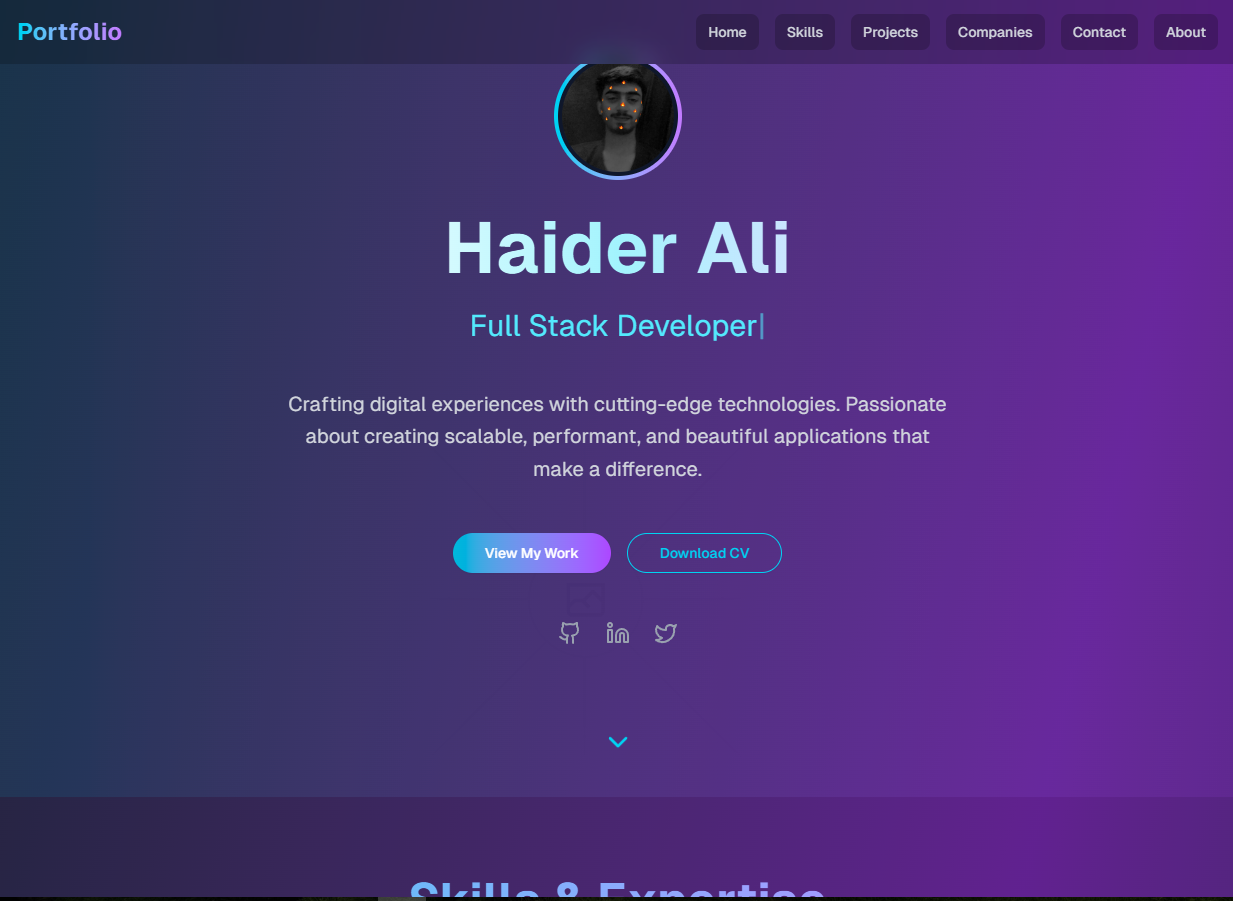 Portfolio
Home
Skills
Projects
Companies
Contact
About
Haider Ali
Full Stack Developer
Crafting digital experiences with cutting-edge technologies. Passionate
about creating scalable, performant, and beautiful applications that
make a difference.
View My Work
Download CV
Skills & Expertise